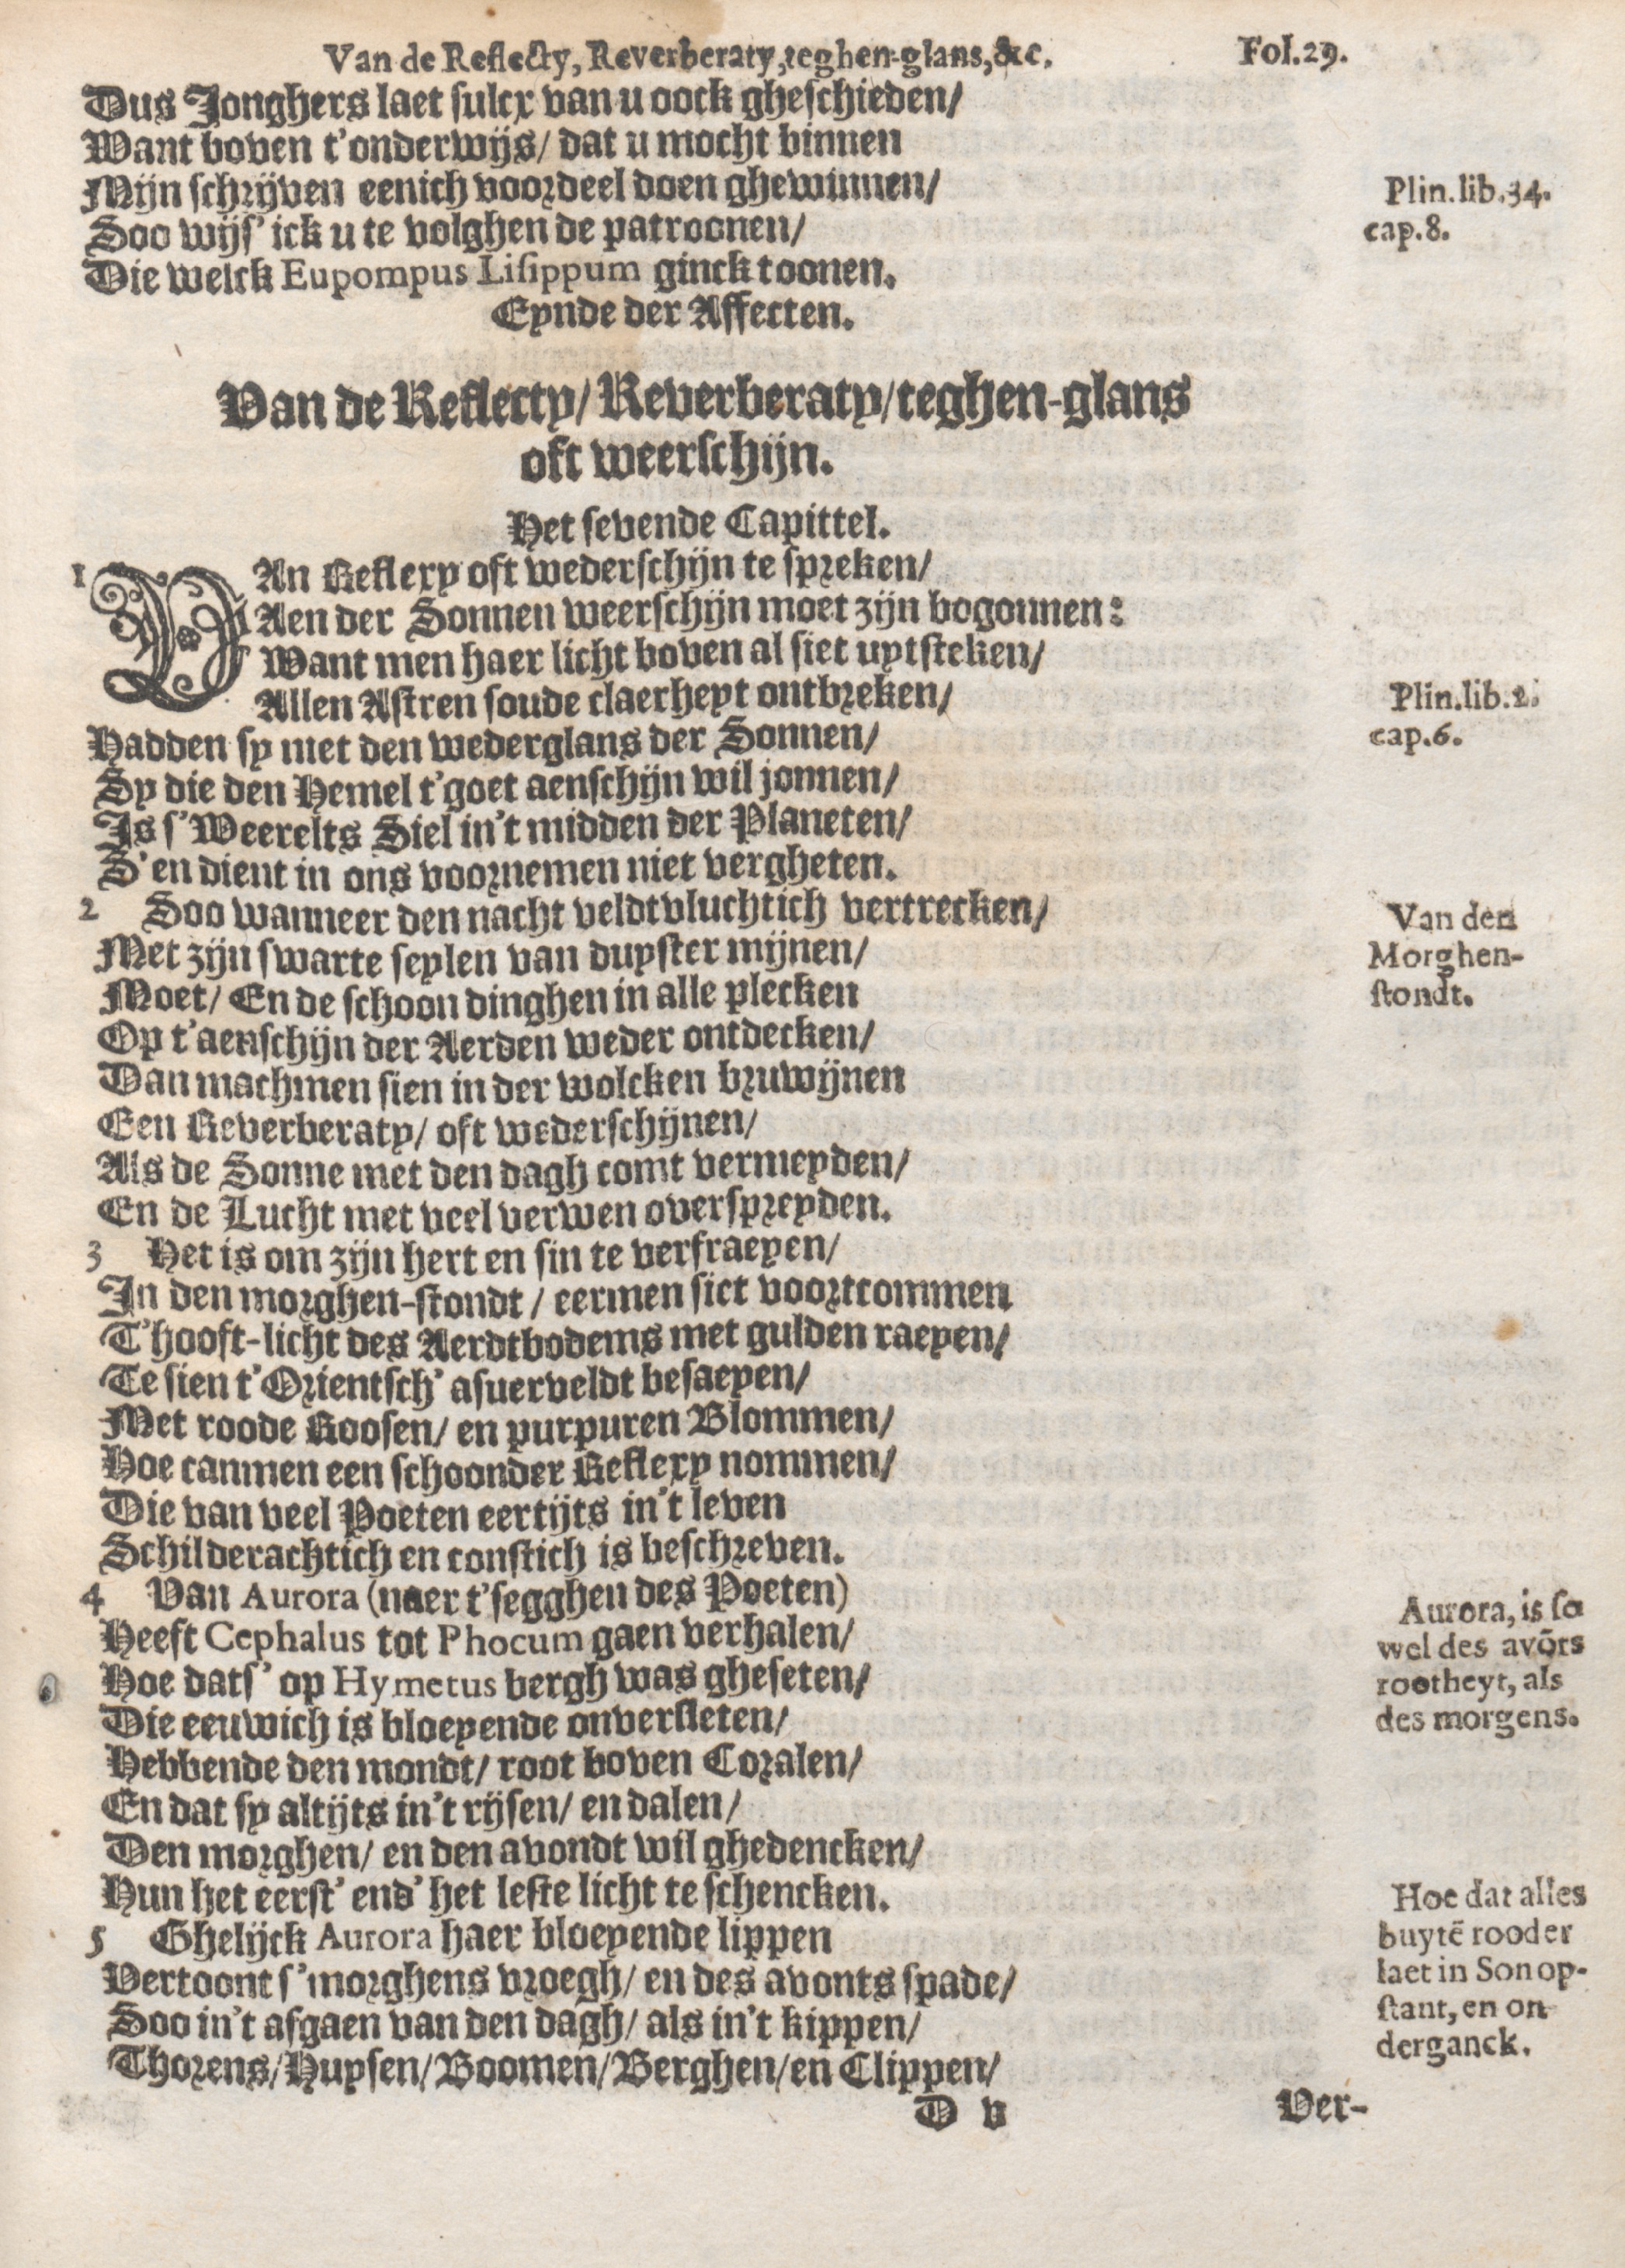 Van de Reflecty, Reverberaty, teghen-glans, &c. Fol. 29.
Dus Jonghers laet sulcx van u oock gheschieden/
Want boven t'onderwijs/ dat u mocht binnen
Mijn schrijven eenich voordeel doen ghewinnen/
Plin. lib. 34.
Soo wijs' ick u te volghen de patroonen/
cap. 8.
Die welck Eupompus Lisippum ginck toonen.
Eynde der Affecten.
Van de Reflecty/ Reverberaty/ teghen-glans
oft weerschijn.
Het sevende Capittel.
1 VAn Reflexy oft wederschijn te spreken/
Aen der Sonnen weerschijn moet zijn bogonnen:
Want men haer licht boven al siet uytsteken/
Allen Astren soude claerheyt ontbreken/
Plin. lib. 2.
cap. 6.
Hadden sy niet den wederglans der Sonnen/
Sy die den Hemel t'goet aenschijn wil jonnen/
Is s'Weerelts Siel in't midden der Planeten/
S'en dient in ons voornemen niet vergheten.
2 Soo wanneer den nacht veldtvluchtich vertrecken/
Van den
Morghen-
stondt.
Met zijn swarte seylen van duyster mijnen/
Moet/ En de schoon dinghen in alle plecken
Op t'aenschijn der Aerden weder ontdecken/
Dan machmen sien in der wolcken bruwijnen
Een Reverberaty/ oft wederschijnen/
Als de Sonne met den dagh comt vermeyden/
En de Lucht met veel verwen overspreyden.
3 Het is om zijn hert en sin te verfraeyen/
In den morghen-stondt/ eermen siet voortcommen
T'hooft-licht des Aerdtbodems met gulden raeyen/
Te sien t'Orientsch' asuerveldt besaeyen/
Met roode Roosen/ en purpuren Blommen/
Hoe canmen een schoonder Reflexy nommen/
Die van veel Poeten eertijts in't leven
Schilderachtich en constich is beschreven.
4 Van Aurora (naer t'segghen des Poeten)
Aurora, is so
wel des avōts
rootheyt, als
des morgens.
Heeft Cephalus tot Phocum gaen verhalen/
Hoe dats' op Hymetus bergh was gheseten/
Die eeuwich is bloeyende onversleten/
Hebbende den mondt/ root boven Coralen/
En dat sy altijts in't rijsen/ en dalen/
Den morghen/ en den avondt wil ghedencken/
Hun het eerst' end' het leste licht te schencken.
Hoe dat alles
buytē rooder
laet in Son op-
stant, en on
derganck.
5 Ghelijck Aurora haer bloeyende lippen
Vertoont s'morghens vroegh/ en des avonts spade/
Soo in't afgaen van den dagh/ als in't kippen/
Thorens/ Huysen/ Boomen/ Berghen/ en Clippen/
D v Ver-